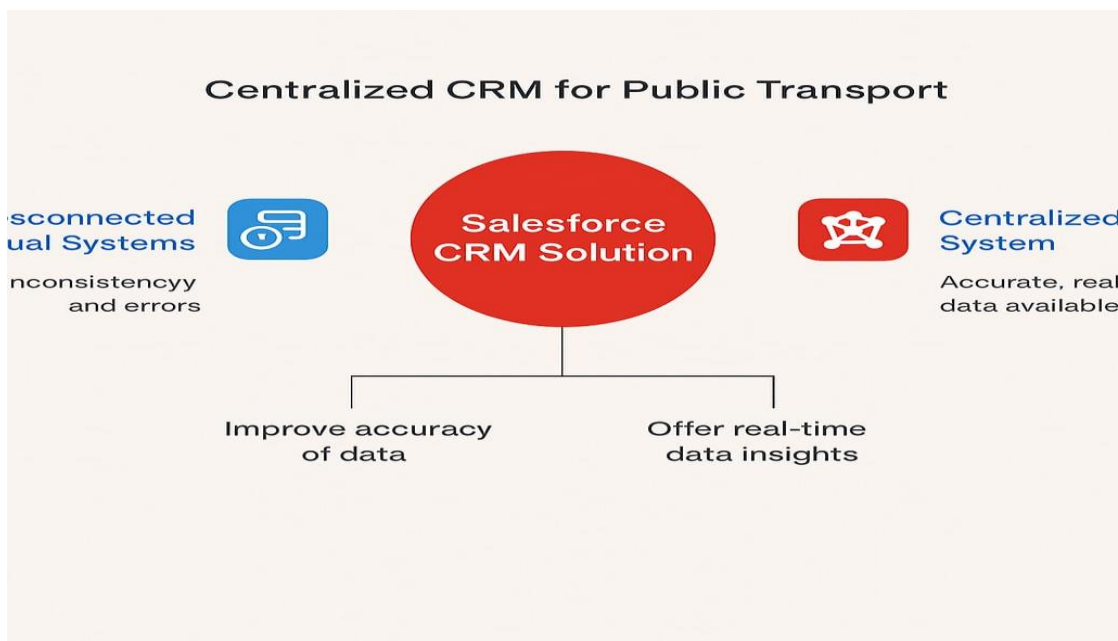 Centralized CRM for Public Transport
sconnected
ual Systems
nconsistencyy
and errors
Salesforce
CRM Solution
Centralized
System
Accurate, real
data available
Improve accuracy
of data
Offer real-time
data insights